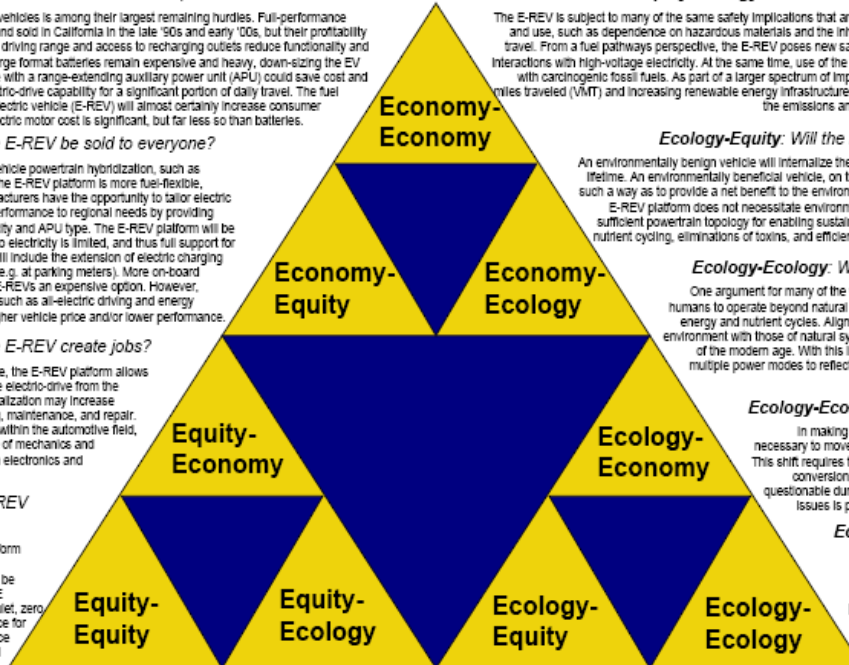 vehicles is among their largest remaining hurdles. Full-performance
nd sold in California in the late '90s and early '00s, but their profitability
driving range and access to recharging outlets reduce functionality and
rge format batteries remain expensive and heavy, down-sizing the EV
with a range-extending auxiliary power unit (APU) could save cost and
tric-drive capability for a significant portion of daily travel. The fuel
ectric vehicle (E-REV) will almost certainly increase consumer
ctric motor cost is significant, but far less so than batteries.
E-REV be sold to everyone?
ehicle powertrain hybridization, such as
he E-REV platform is more fuel-flexible,
acturers have the opportunity to tailor electric
erformance to regional needs by providing
ity and APU type. The E-REV platform will be
o electricity is limited, and thus full support for
ill include the extension of electric charging
e.g. at parking meters). More on-board
E-REVs an expensive option. However,
such as all-electric driving and energy
gher vehicle price and/or lower performance.
E-REV create jobs?
e, the E-REV platform allows
e electric-drive from the
alization may increase
, maintenance, and repair.
within the automotive field,
of mechanics and
electronics and
REV
orm
be
E
let, zero
ce for
ce
Economy-
Economy
Economy-
Equity
Economy-
Ecology
Equity-
Economy
Ecology-
Economy
Equity-
Equity
Equity-
Ecology
Ecology-
Equity
Ecology-
Ecology
The E-REV is subject to many of the same safety implications that ar
and use, such as dependence on hazardous materials and the inh
travel. From a fuel pathways perspective, the E-REV poses new sa
interactions with high-voltage electricity. At the same time, use of the
with carcinogenic fossil fuels. As part of a larger spectrum of imp
miles traveled (VMT) and increasing renewable energy infrastructure
the emissions an
Ecology-Equity: Will the
An environmentally benign vehicle will internalize the
lifetime. An environmentally beneficial vehicle, on t
such a way as to provide a net benefit to the environ
E-REV platform does not necessitate environm
sufficient powertrain topology for enabling sustai
nutrient cycling, eliminations of toxins, and efficien
Ecology-Ecology: W
One argument for many of the
humans to operate beyond natural
energy and nutrient cycles. Align
environment with those of natural sy
of the modern age. With this i
multiple power modes to reflec
Ecology-Eco
In making
necessary to move
This shift requires f
conversion
questionable dur
issues is p
Ec